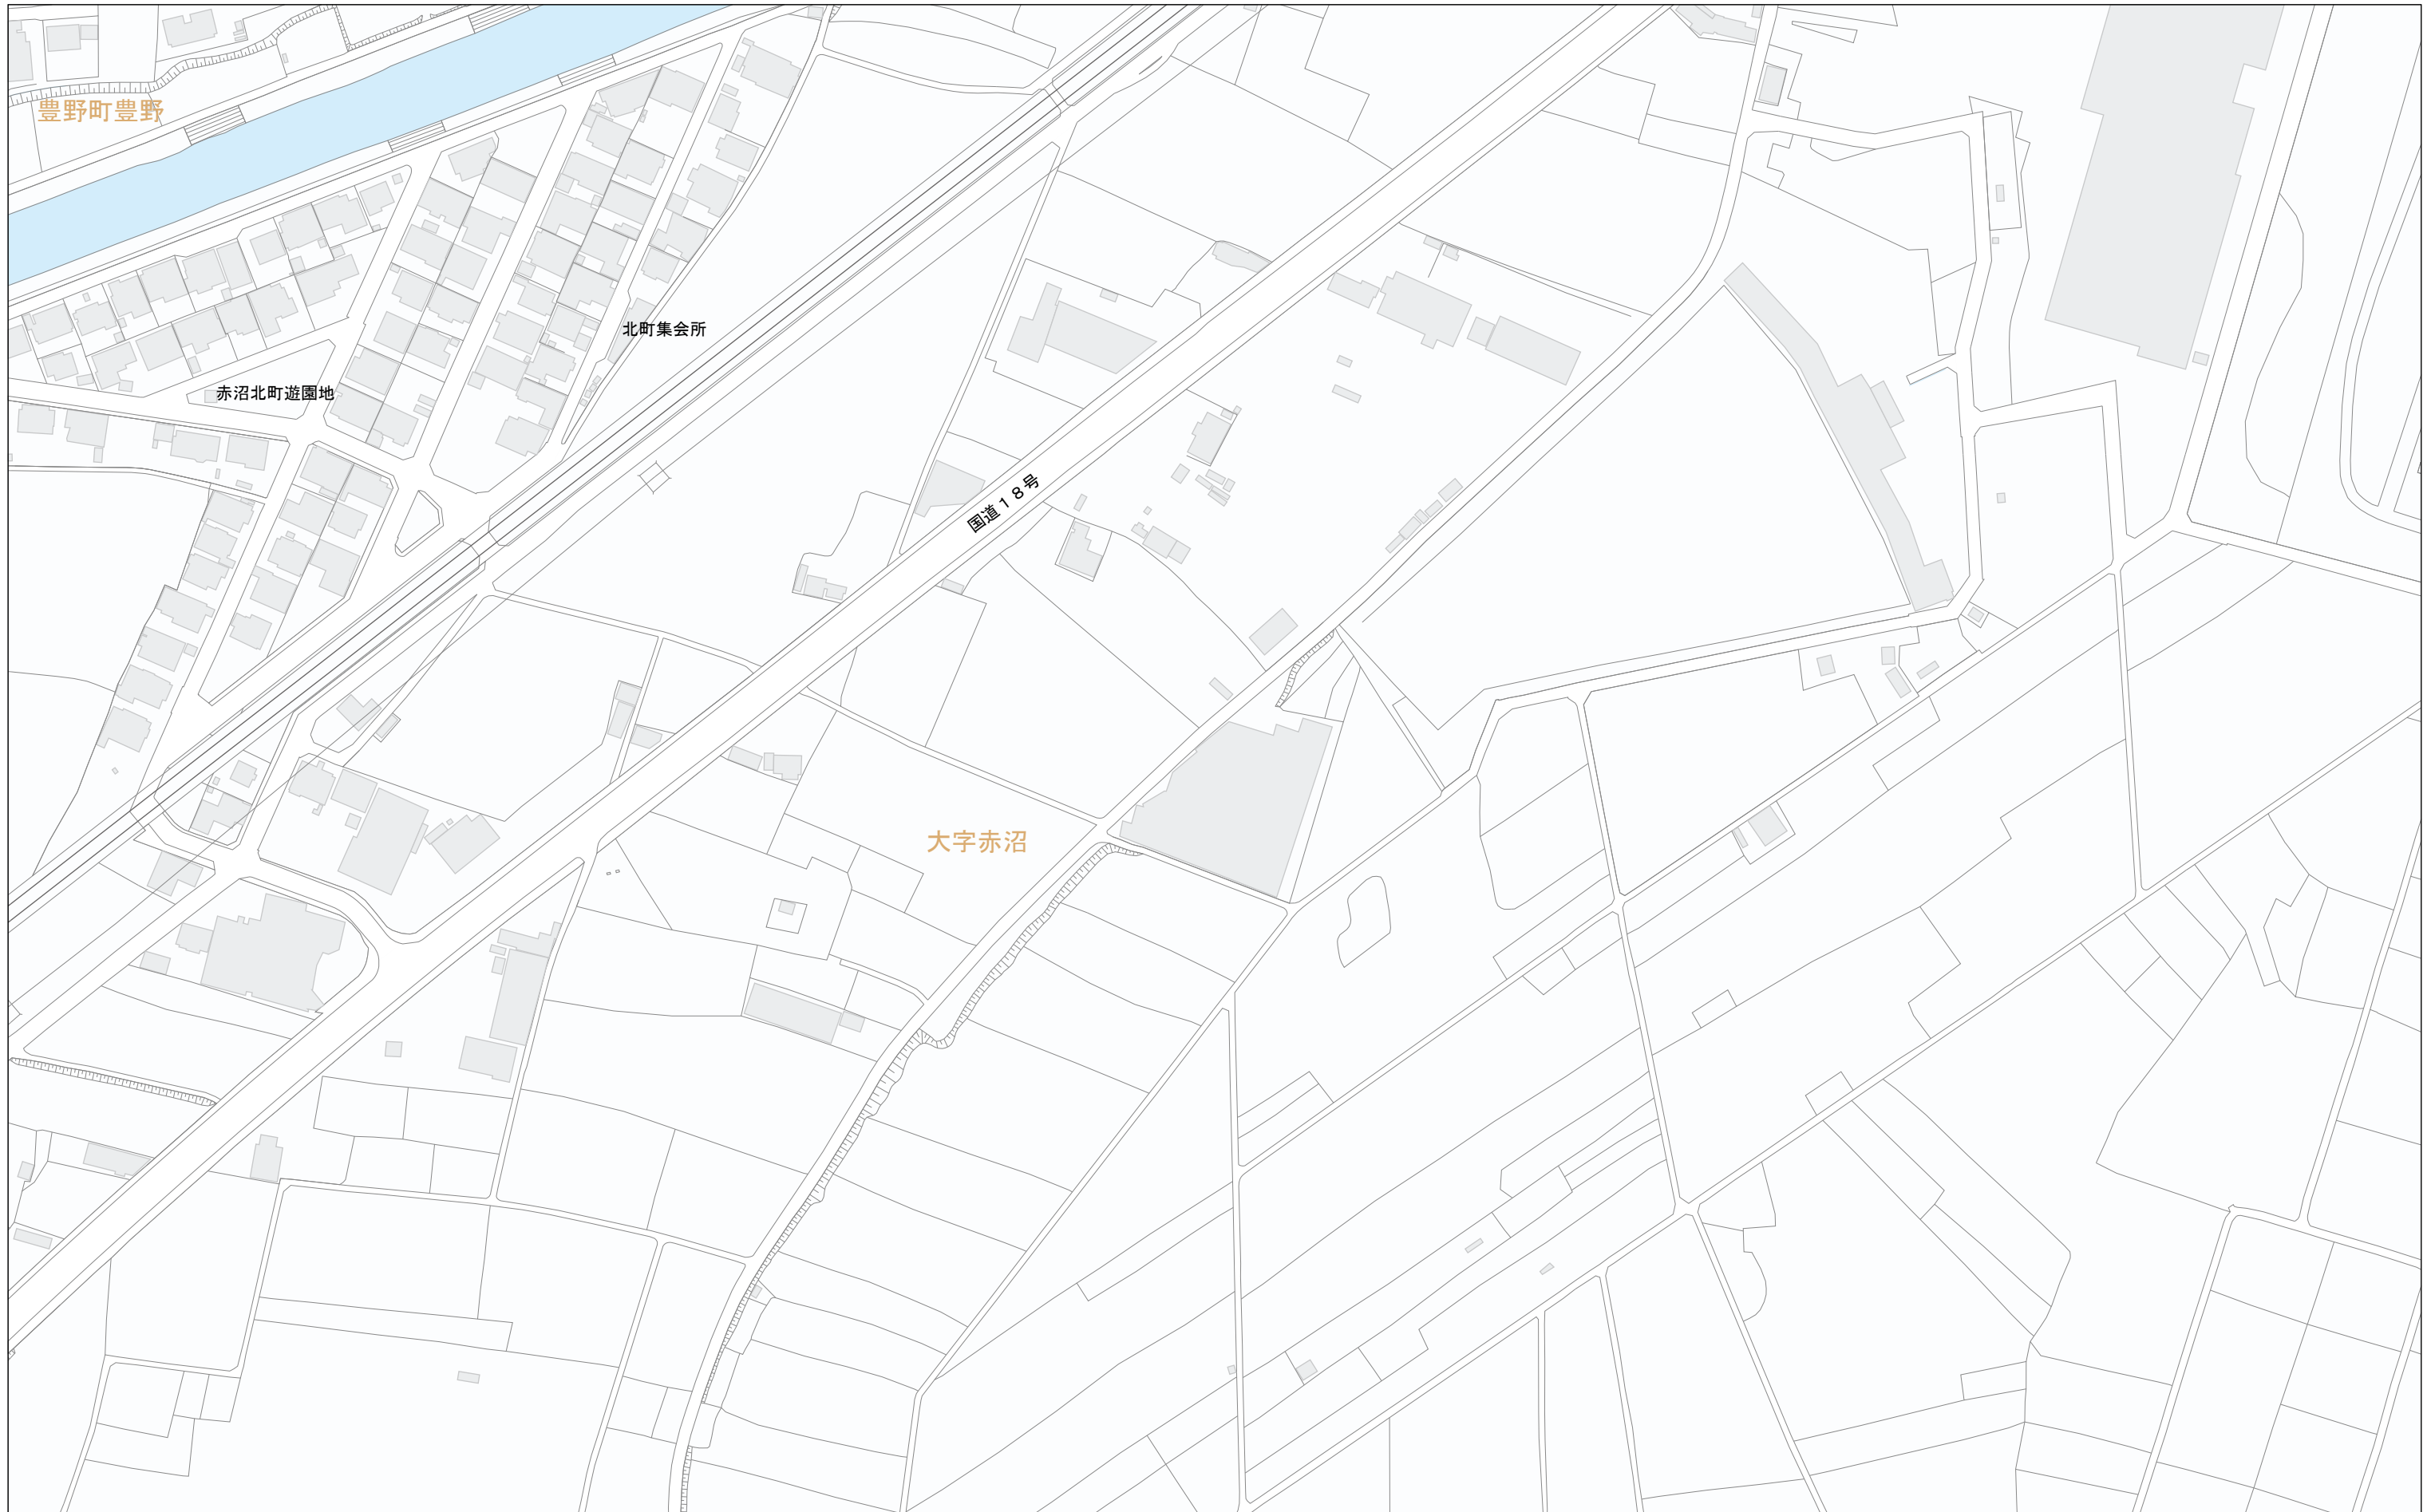 豊野町豊野
北町集会所
赤沼北町遊園地
国道１８号
大字赤沼